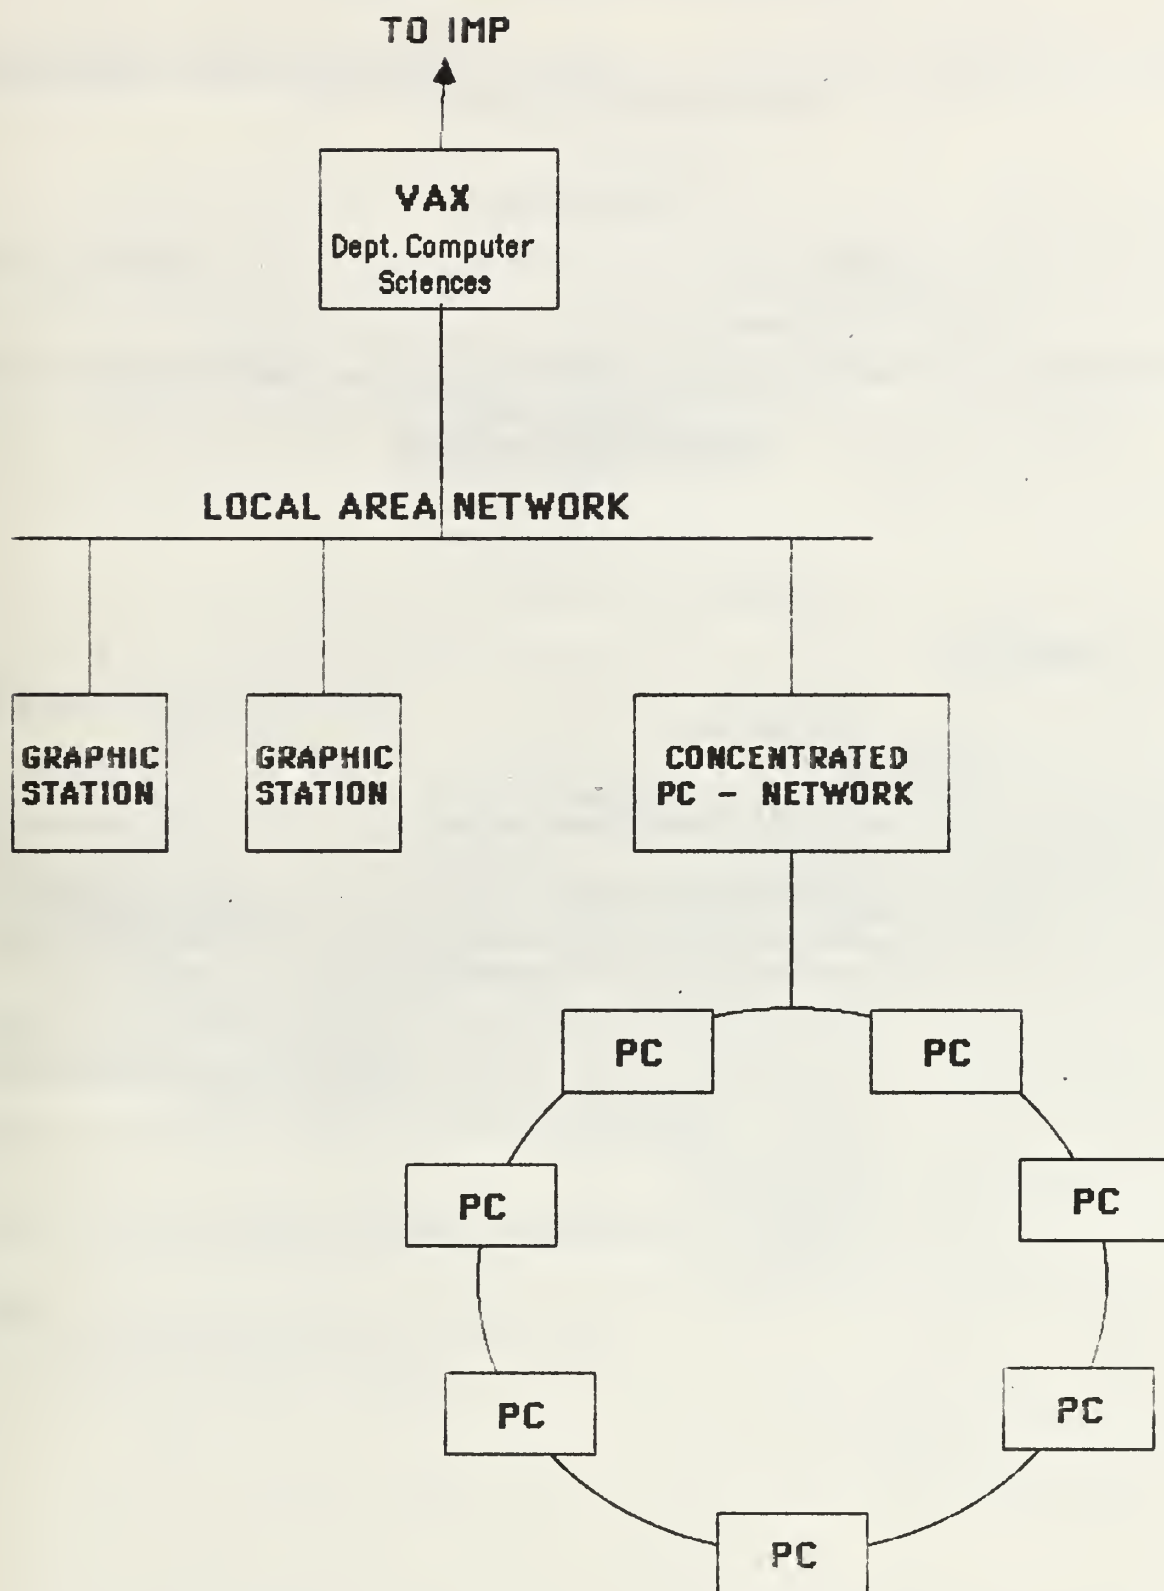 TO IMP
VAX
Dept. Computer
Sciences
LOCAL AREA NETWORK
GRAPHIC
STATION
GRAPHIC
STATION
CONCENTRATED
PC - NETWORK
PC
PC
PC
PC
PC
PC
PC